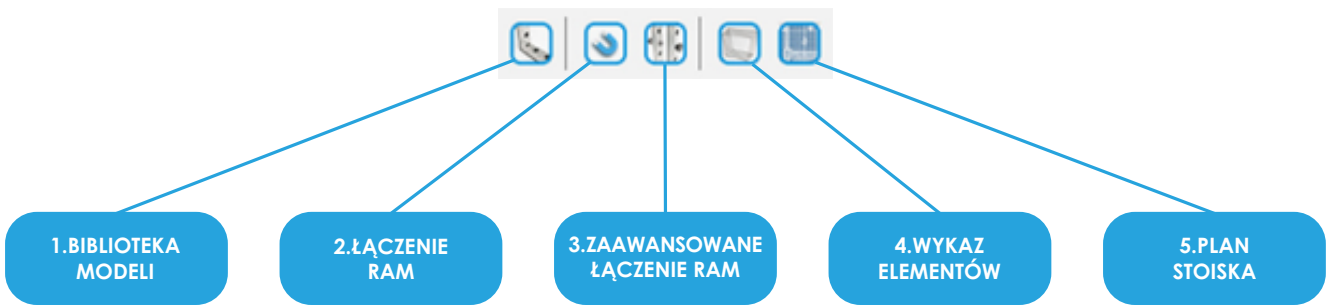 1.BIBLIOTEKA
MODELI
2.ŁĄCZENIE
RAM
3.ZAAWANSOWANE
ŁĄCZENIE RAM
4.WYKAZ
ELEMENTÓW
5.PLAN
STOISKA